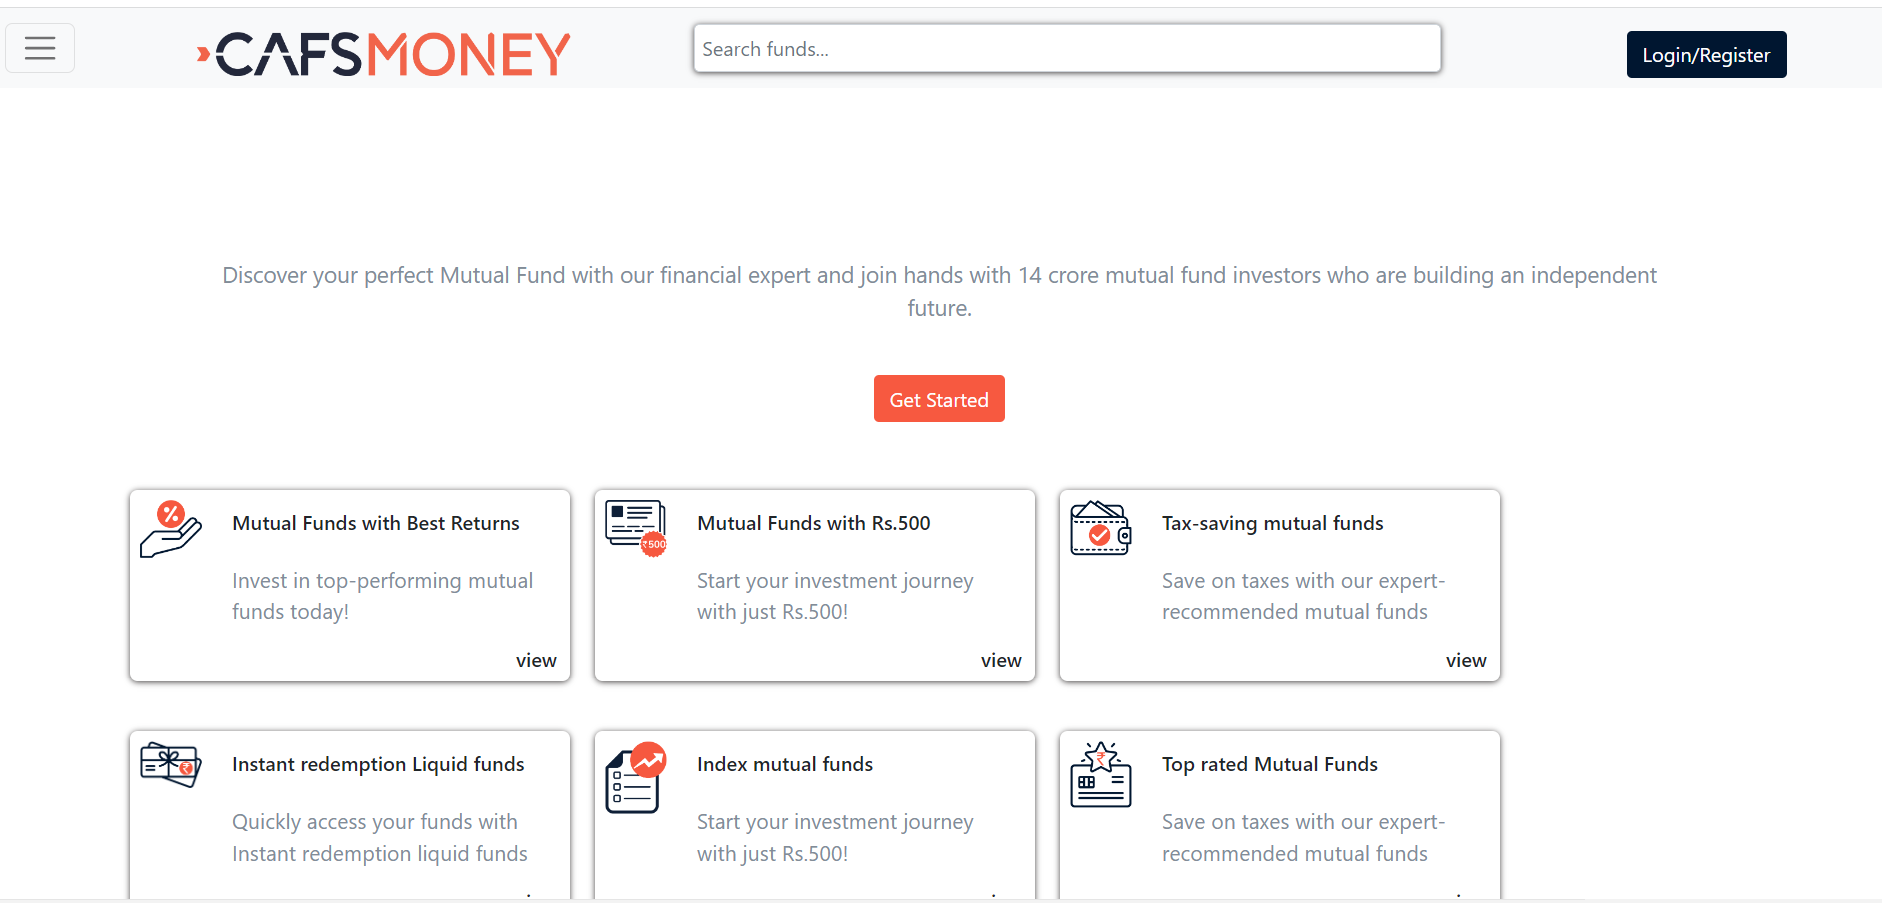 CAFSMONEY
Search funds...
Login/Register
Discover your perfect Mutual Fund with our financial expert and join hands with 14 crore mutual fund investors who are building an independent
future.
Get Started
Mutual Funds with Best Returns
Invest in top-performing mutual
funds today!
view
₹500
Mutual Funds with Rs.500
Start your investment journey
with just Rs.500!
view
Tax-saving mutual funds
Save on taxes with our expert-
recommended mutual funds
view
Instant redemption Liquid funds
Quickly access your funds with
Instant redemption liquid funds
Index mutual funds
Start your investment journey
with just Rs.500!
Top rated Mutual Funds
Save on taxes with our expert-
recommended mutual funds